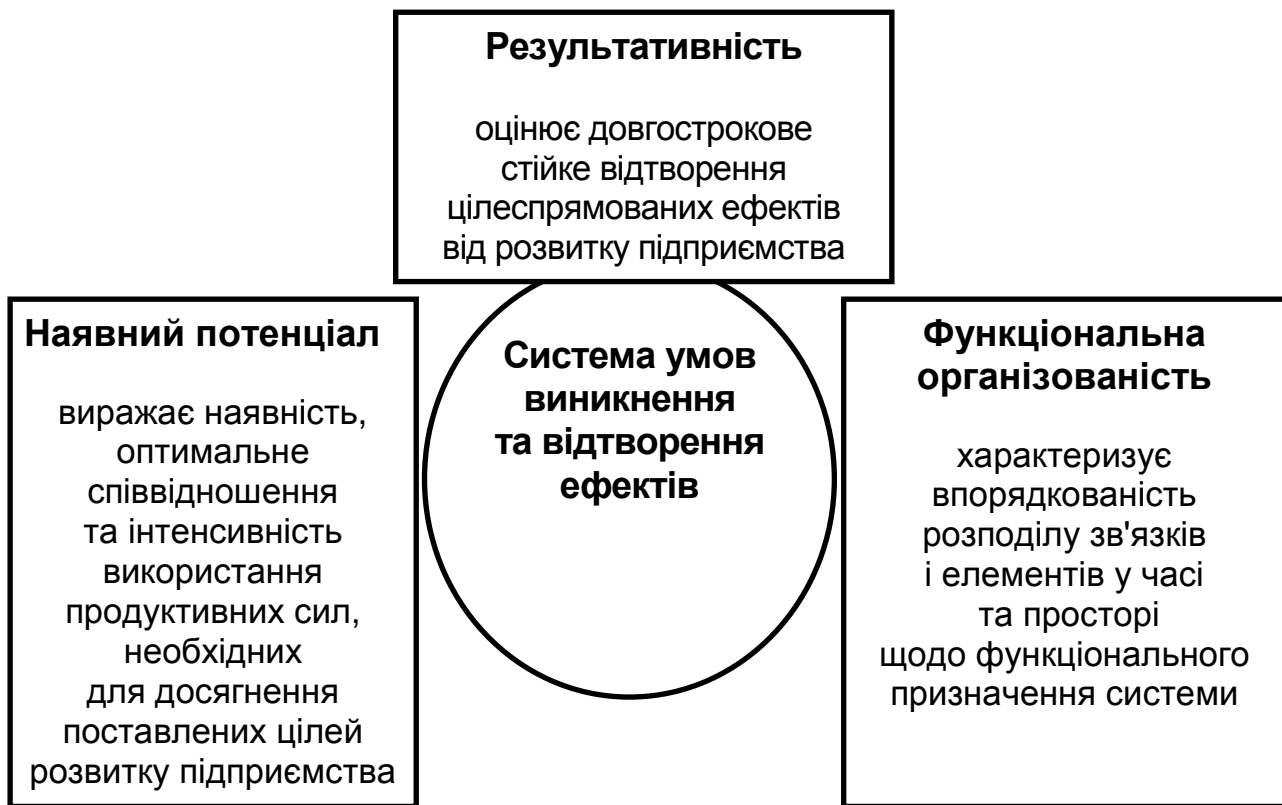 Результативність
оцінює довгострокове
стійке відтворення
цілеспрямованих ефектів
від розвитку підприємства
Наявний потенціал
виражає наявність,
оптимальне
співвідношення
та інтенсивність
використання
продуктивних сил,
необхідних
для досягнення
поставлених цілей
розвитку підприємства
Система умов
виникнення
та відтворення
ефектів
Функціональна
організованість
характеризує
впорядкованість
розподілу зв'язків
і елементів у часі
та просторі
щодо функціонального
призначення системи